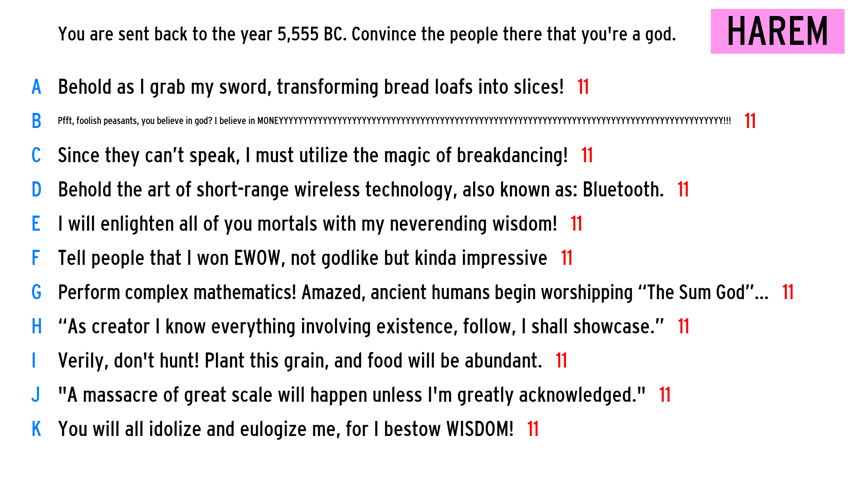 You are sent back to the year 5,555 BC. Convince the people there that you're a god.
HAREM
A Behold as I grab my sword, transforming bread loafs into slices! 11
B Pfft, foolish peasants, you believe in god? I believe in MONEYYYYYYYYYYYYYYYYYYYYYYYYYYYYYYYYYYYYYYYYYYYYYYYYYYYYYYYYYYYYYYYYYYYYYYYYYYYYYYYYYYYYYYYYYYYYYYY!!! 11
C Since they can’t speak, I must utilize the magic of breakdancing! 11
D Behold the art of short-range wireless technology, also known as: Bluetooth. 11
E I will enlighten all of you mortals with my neverending wisdom! 11
F Tell people that I won EWOW, not godlike but kinda impressive 11
G Perform complex mathematics! Amazed, ancient humans begin worshipping “The Sum God”... 11
H “As creator I know everything involving existence, follow, I shall showcase.” 11
I Verily, don't hunt! Plant this grain, and food will be abundant. 11
J "A massacre of great scale will happen unless I'm greatly acknowledged." 11
K You will all idolize and eulogize me, for I bestow WISDOM! 11